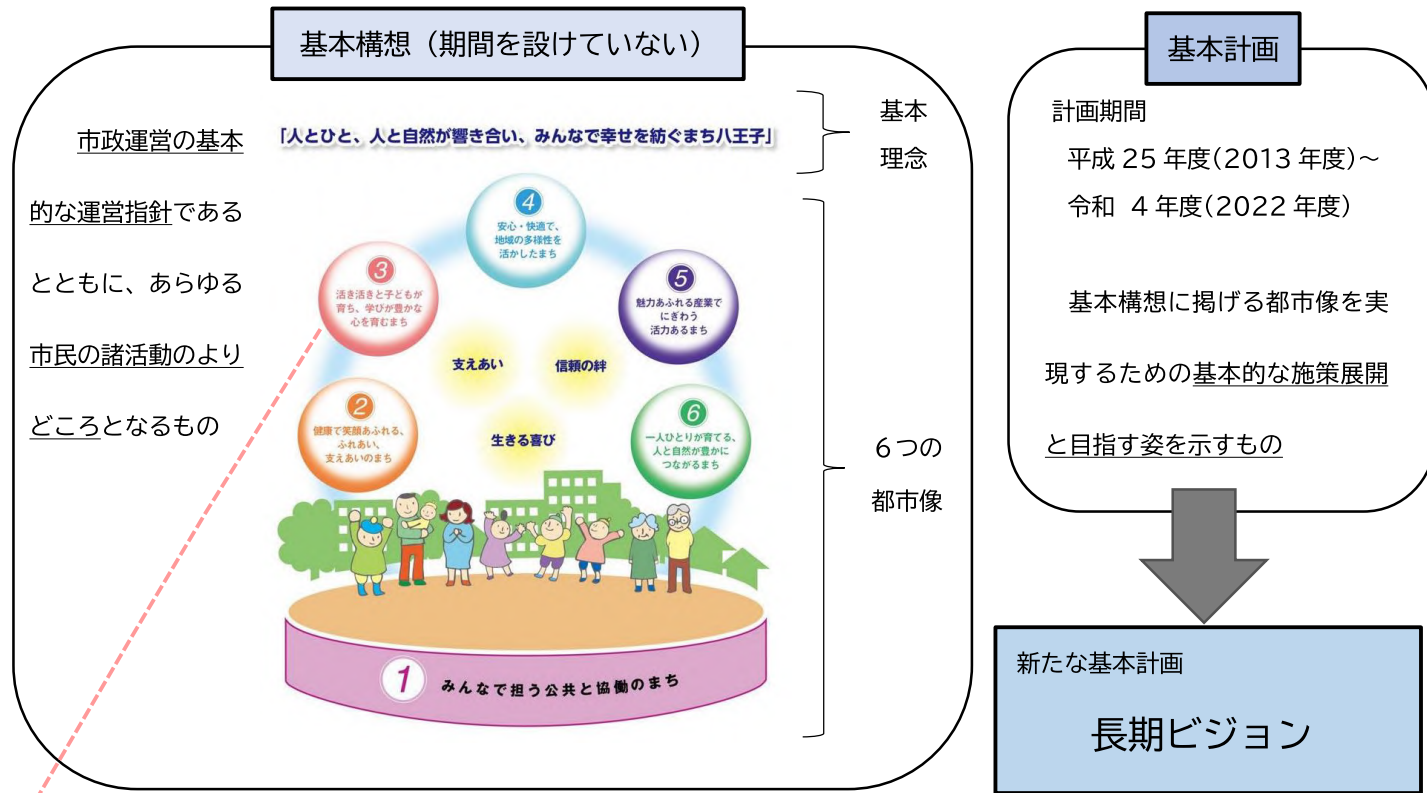 基本構想（期間を設けていない）
市政運営の基本
的な運営指針である
とともに、あらゆる
市民の諸活動のより
どころとなるもの
「人とひと、人と自然が響き合い、みんなで幸せを紡ぐまち八王子」
基本
理念
4
安心・快適で、
地域の多様性を
活かしたまち
3
活き活きと子どもが
育ち、学びが豊かな
心を育むまち
5
魅力あふれる産業で
にぎわう
活力あるまち
支えあい
信頼の絆
生きる喜び
2
健康で笑顔あふれる、
ふれあい、
支えあいのまち
6
一人ひとりが育てる、
人と自然が豊かに
つながるまち
1 みんなで担う公共と協働のまち
6つの
都市像
基本計画
計画期間
平成 25 年度(2013 年度)～
令和 4 年度(2022 年度)
基本構想に掲げる都市像を実
現するための基本的な施策展開
と目指す姿を示すもの
新たな基本計画
長期ビジョン